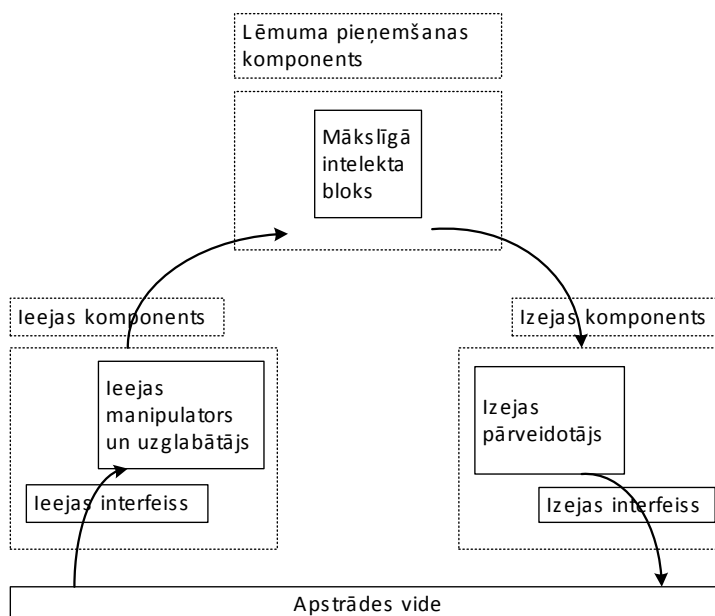 Lēmuma pieņemšanas
komponents
Mākslīgā
intelekta
bloks
Ieejas komponents
Izejas komponents
Ieejas
manipulators
un uzglabātājs
Izejas
pārveidotājs
Ieejas interfeiss
Izejas interfeiss
Apstrādes vide